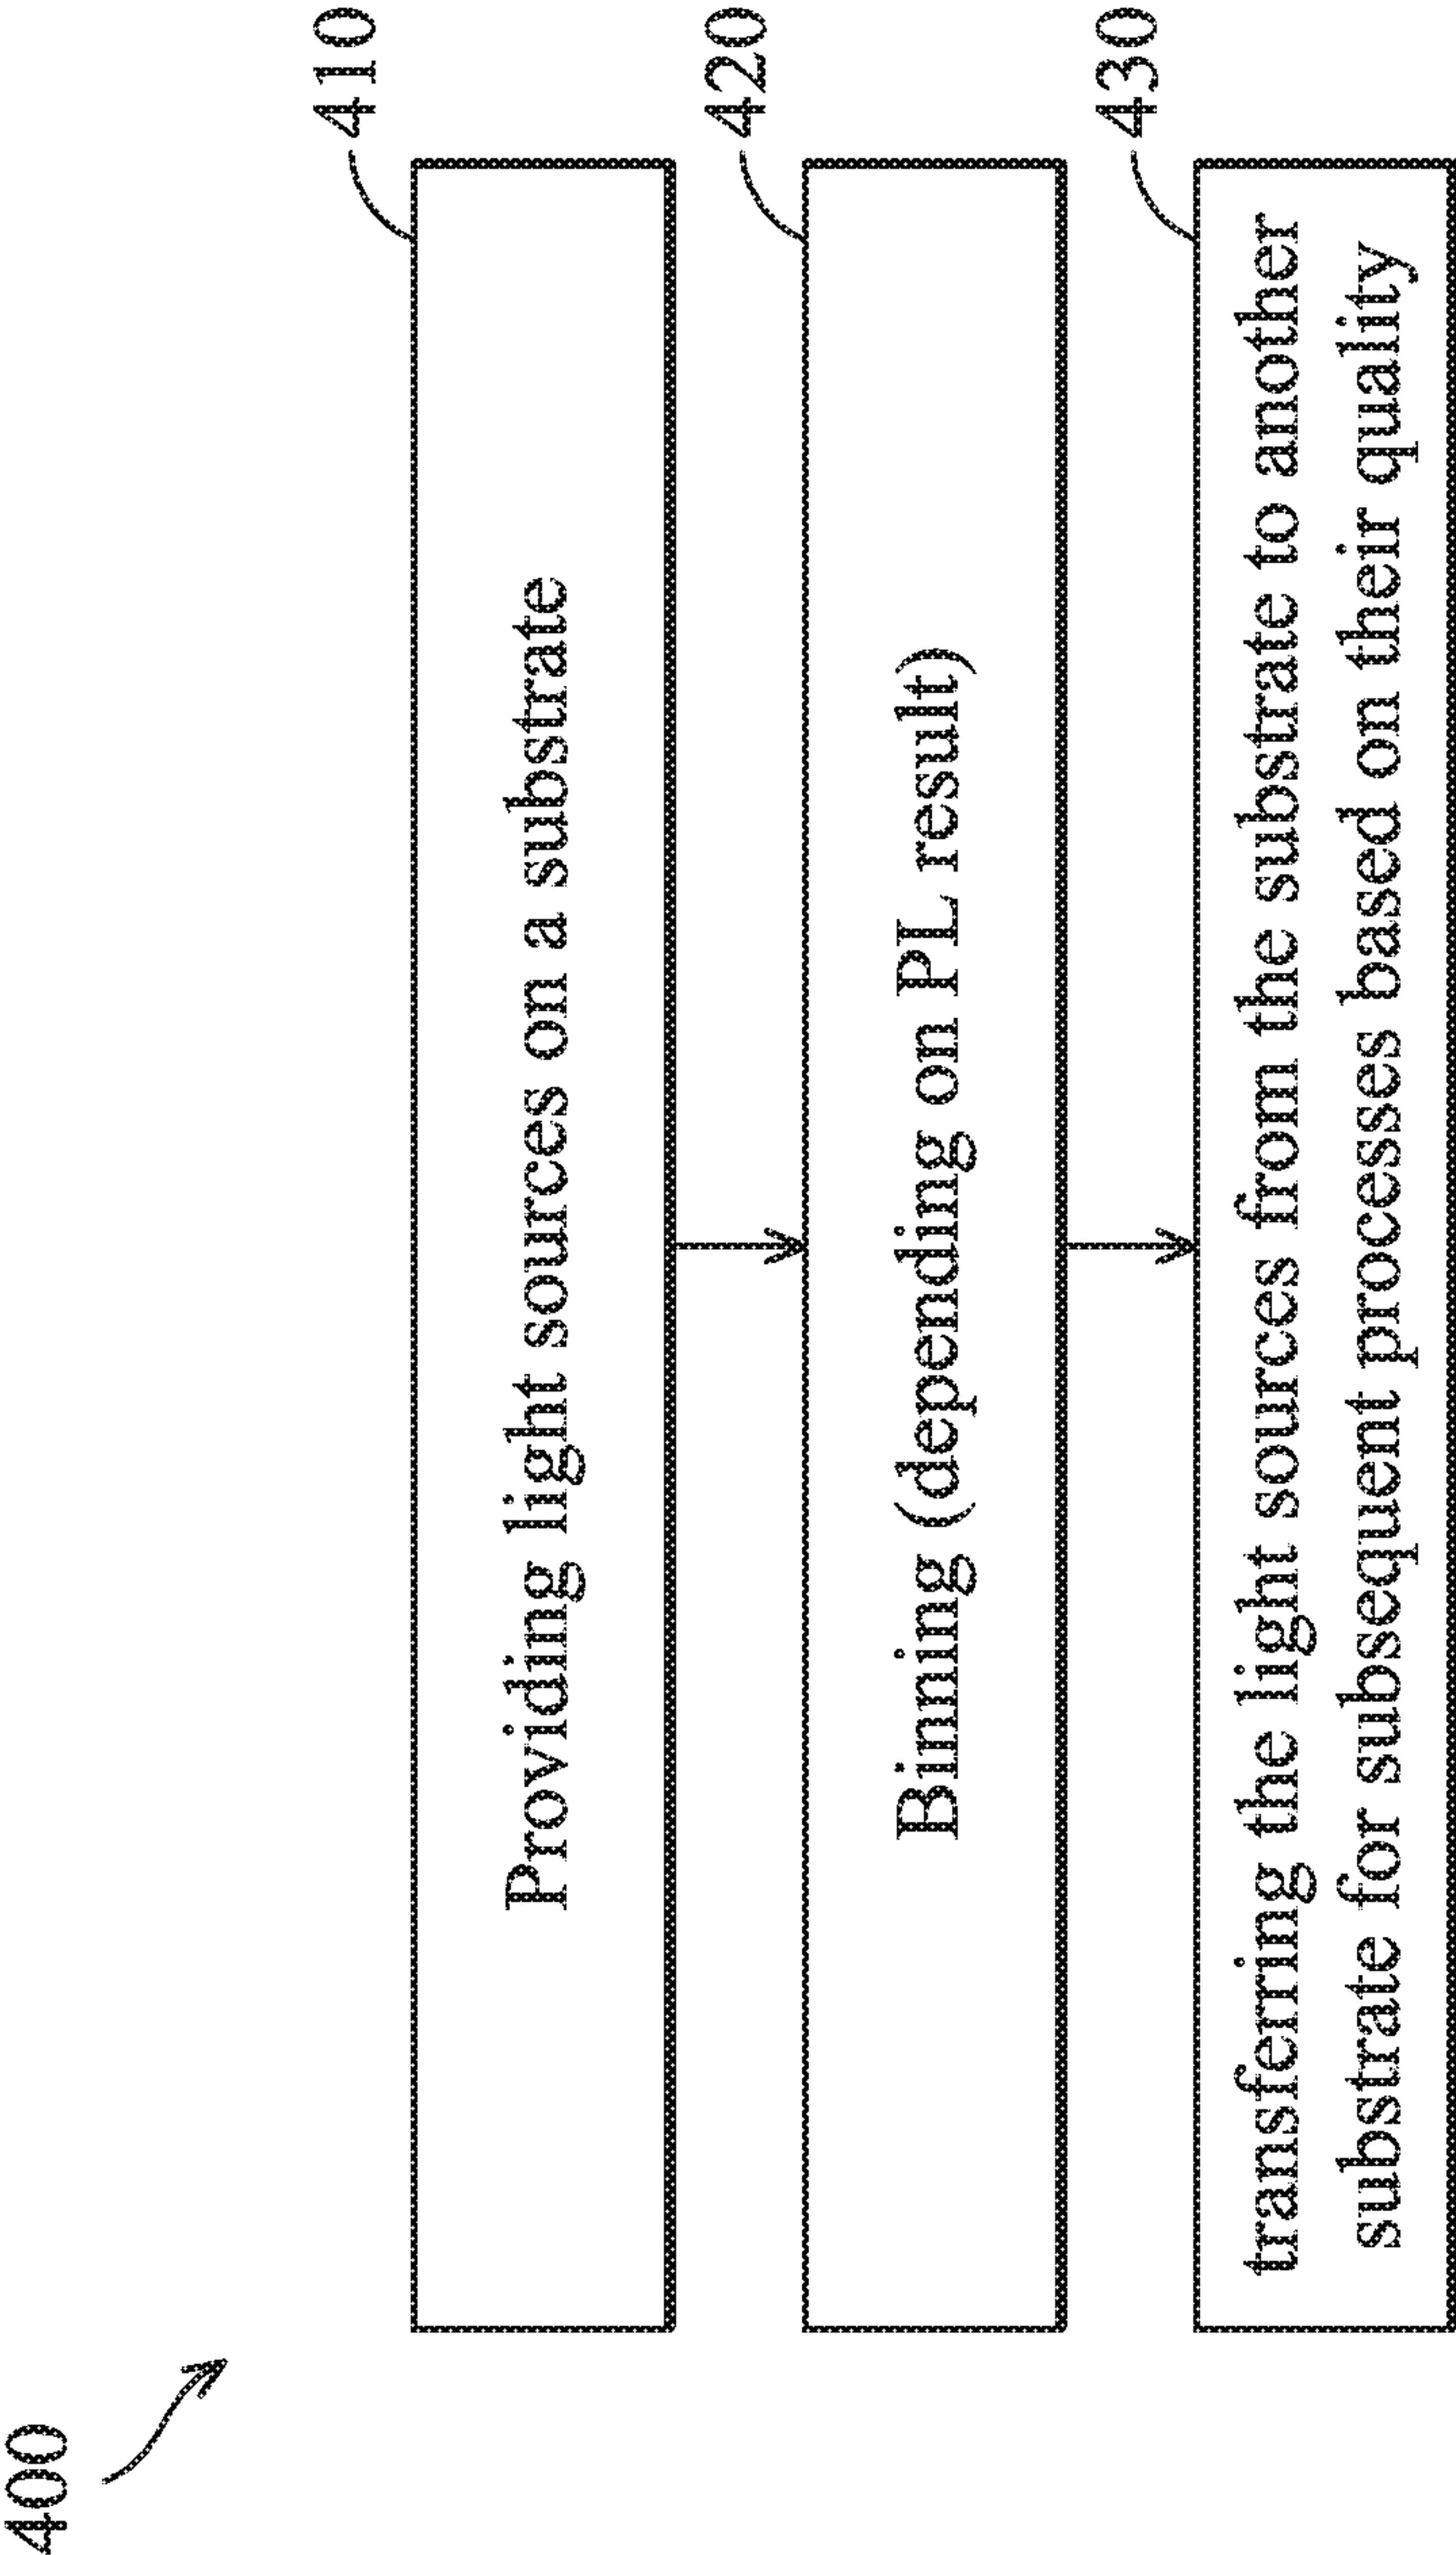 400
410
Providing light sources on a substrate
420
Binning (depending on PL result)
430
transferring the light sources from the substrate to another
substrate for subsequent processes based on their quality